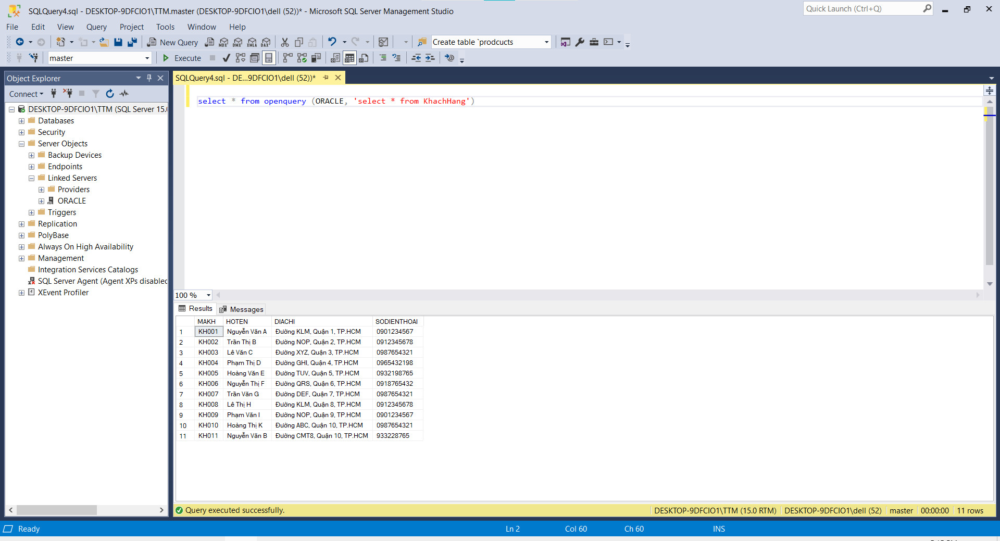 SQLQuery4.sql - DESKTOP-9DFCIO1\TTM.master (DESKTOP-9DFCIO1\dell (52))* - Microsoft SQL Server Management Studio
Quick Launch (Ctrl+Q)
File Edit View Query Project Tools Window Help
New Query MDX DMX XMLA DAX Create table `prodcucts
master Execute
Object Explorer
SQLQuery4.sql - DE...9DFCIO1\dell (52))*
Connect
select * from openquery (ORACLE, 'select * from KhachHang')
DESKTOP-9DFCIO1\TTM (SQL Server 15.
Databases
Security
Server Objects
Backup Devices
Endpoints
Linked Servers
Providers
ORACLE
Triggers
Replication
PolyBase
Always On High Availability
Management
Integration Services Catalogs
SQL Server Agent (Agent XPs disabled
XEvent Profiler
100 %
Results Messages
MAKH HOTEN DIACHI SODIENTHOAI
1 KH001 Nguyễn Văn A Đường KLM, Quận 1, TP.HCM 0901234567
2 KH002 Trần Thị B Đường NOP, Quận 2, TP.HCM 0912345678
3 KH003 Lê Văn C Đường XYZ, Quận 3, TP.HCM 0987654321
4 KH004 Phạm Thị D Đường GHI, Quận 4, TP.HCM 0965432198
5 KH005 Hoàng Văn E Đường TUV, Quận 5, TP.HCM 0932198765
6 KH006 Nguyễn Thị F Đường QRS, Quận 6, TP.HCM 0918765432
7 KH007 Trần Văn G Đường DEF, Quận 7, TP.HCM 0987654321
8 KH008 Lê Thị H Đường KLM, Quận 8, TP.HCM 0912345678
9 KH009 Phạm Văn I Đường NOP, Quận 9, TP.HCM 0901234567
10 KH010 Hoàng Thị K Đường ABC, Quận 10, TP.HCM 0987654321
11 KH011 Nguyễn Văn B Đường CMT8, Quận 10, TP.HCM 933228765
Query executed successfully.
DESKTOP-9DFCIO1\TTM (15.0 RTM) DESKTOP-9DFCIO1\dell (52) master 00:00:00 11 rows
Ready Ln 2 Col 60 Ch 60 INS